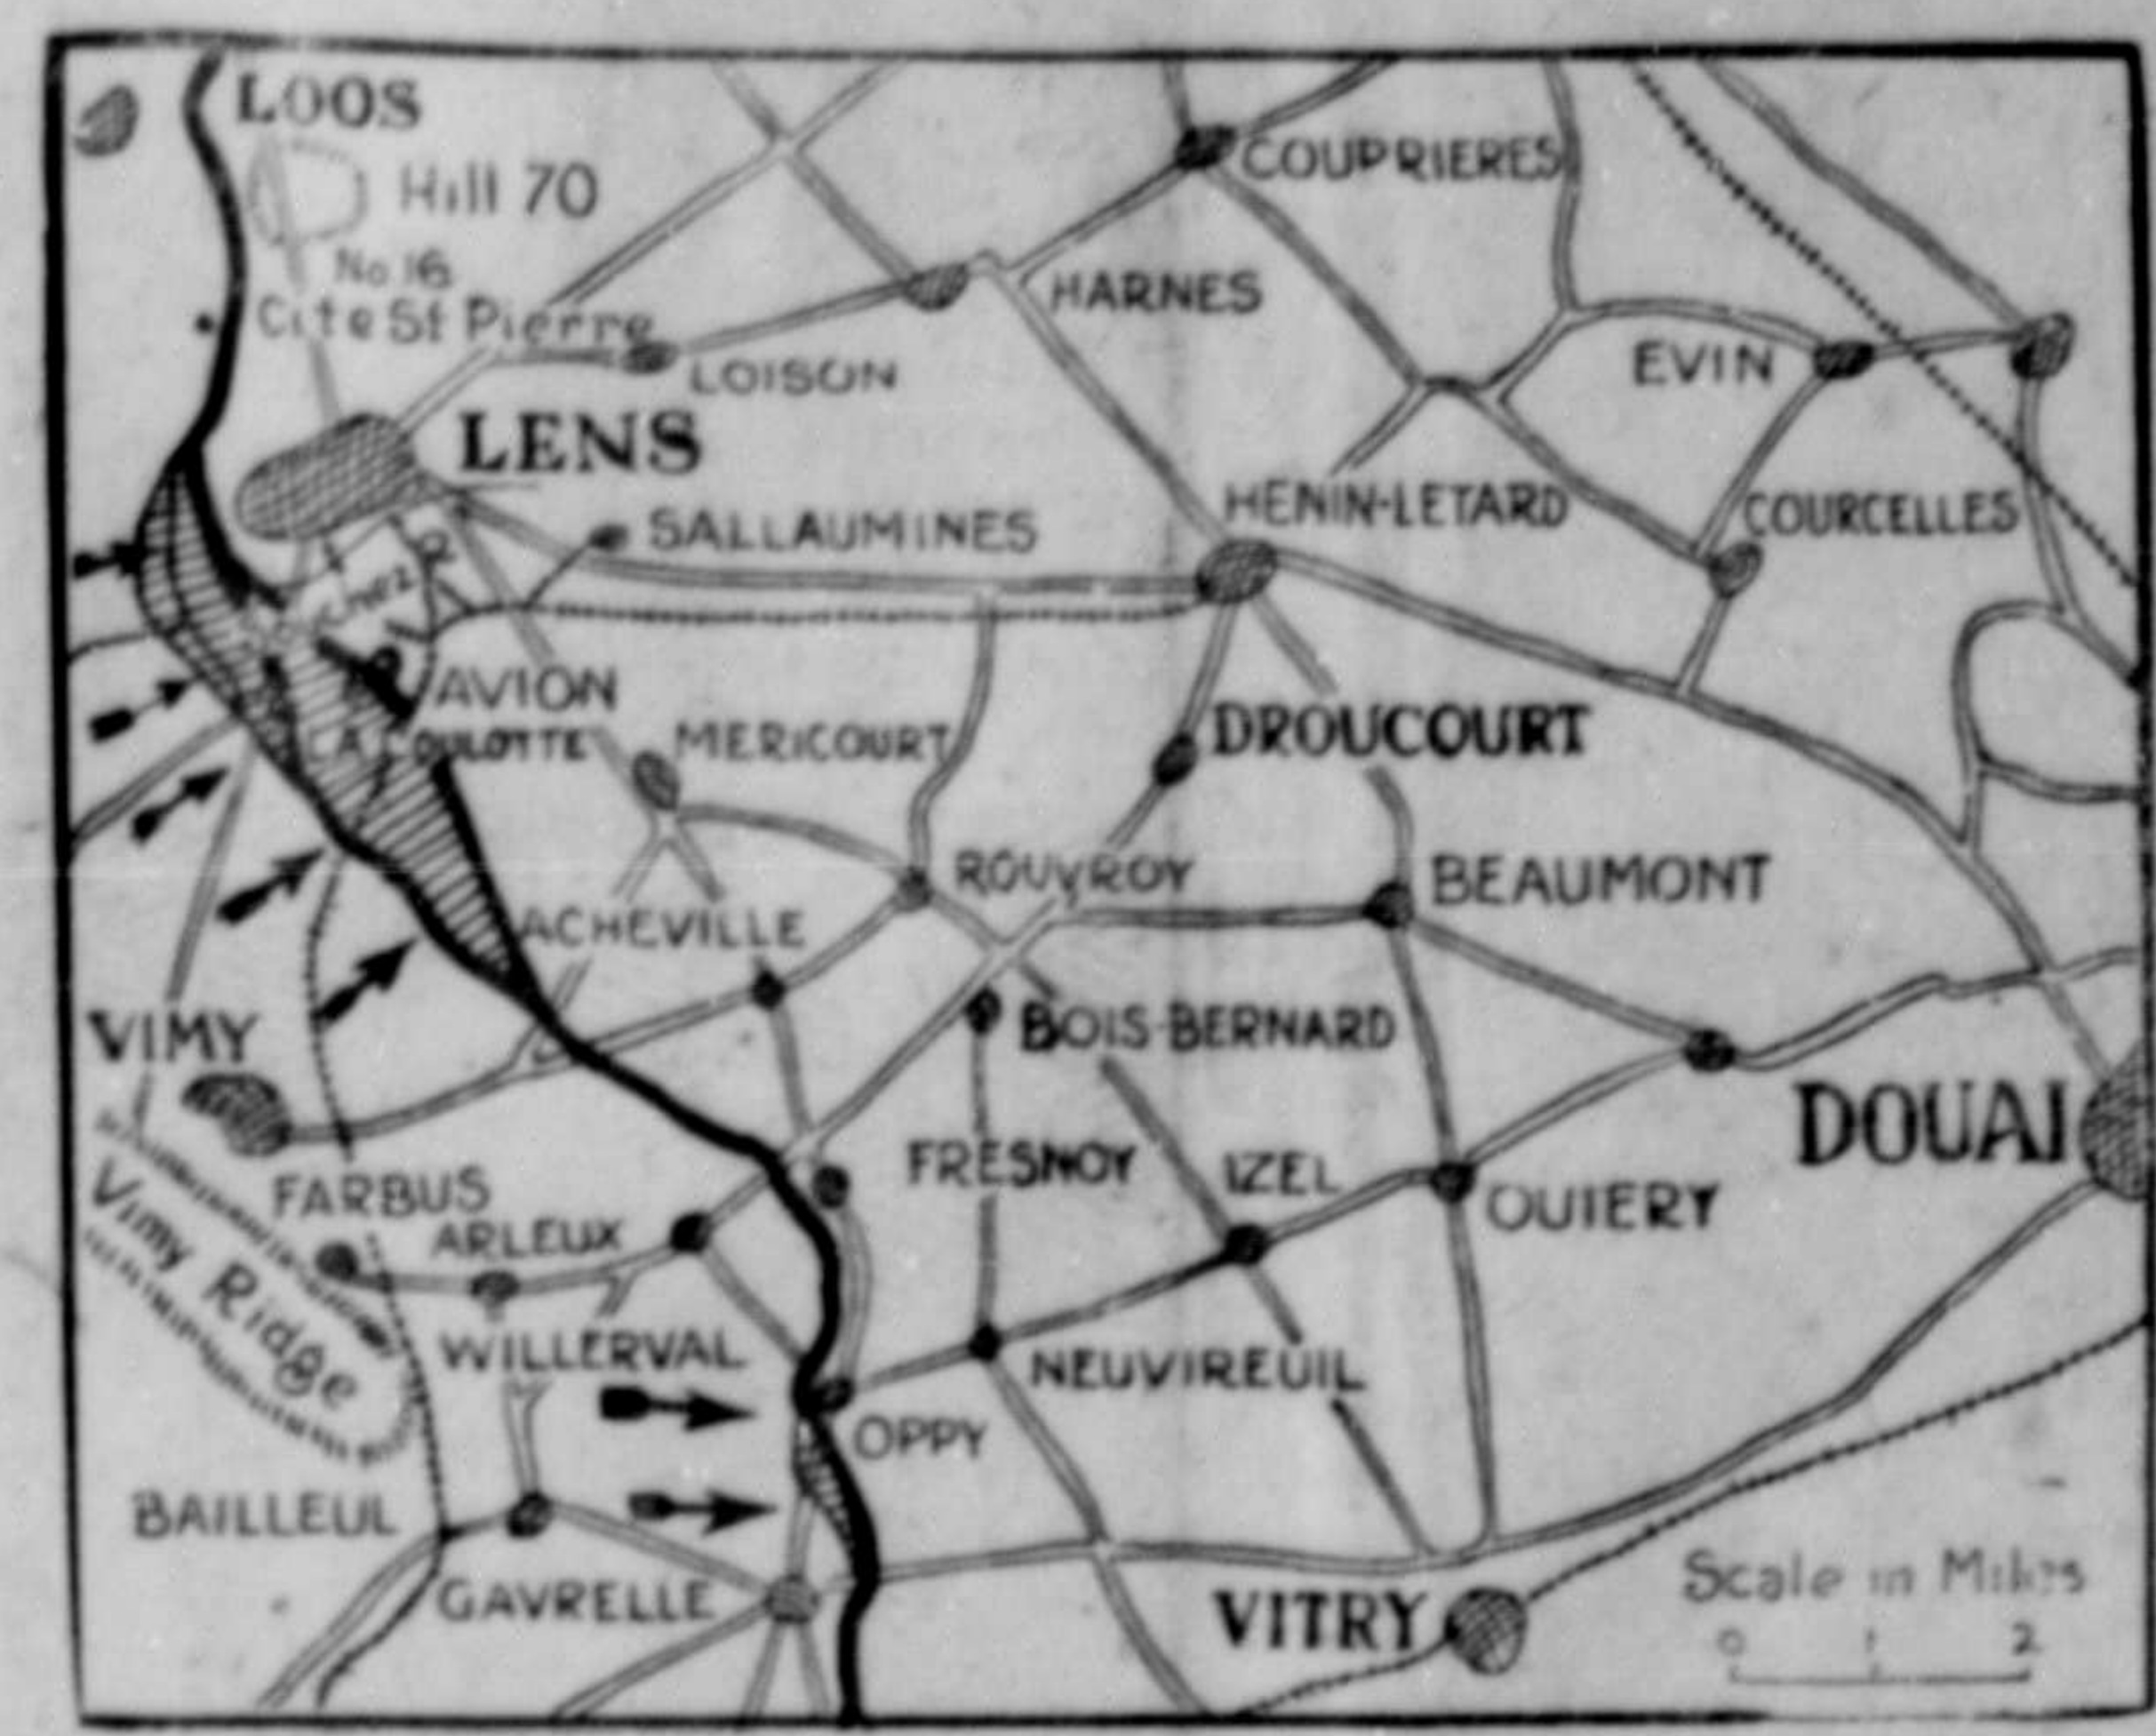 LOOS
Hill 70
No. 16
Cite St Pierre
COUPRIERES
HARNES
LOISON
EVIN
LENS
SALLAUMINES
HENIN-LETARD
COURCELLES
R.
AVION
LA COULOTTE
MERICOURT
DROUCOURT
ROUVROY
BEAUMONT
ACHEVILLE
VIMY
BOIS-BERNARD
DOUAI
FRESNOY
IZEL
QUIERY
FARBUS
ARLEUX
Vimy Ridge
WILLERVAL
NEUVIREUIL
OPPY
BAILLEUL
GAVRELLE
VITRY
Scale in Miles
0 1 2